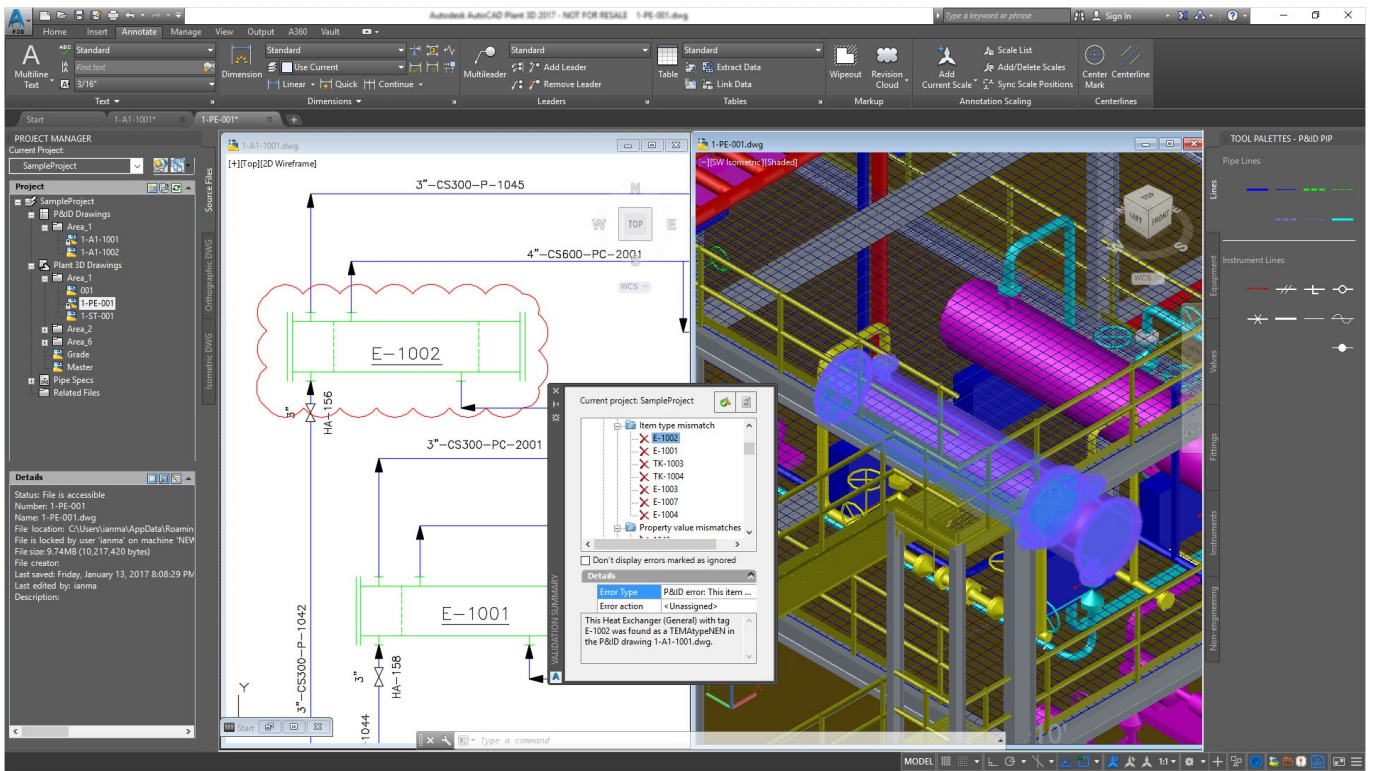 Autodesk AutoCAD Plant 3D 2017 - NOT FOR RESALE 1-PE-001.dwg
Type a keyword or phrase
Sign In
P3D
Home Insert Annotate Manage View Output A360 Vault
Multiline Text
Standard
Find text
3/16"
Text
Dimension
Standard
Use Current
Linear Quick Continue
Dimensions
Multileader
Standard
Add Leader
Remove Leader
Leaders
Table
Standard
Extract Data
Link Data
Tables
Wipeout
Revision Cloud
Markup
Add Current Scale
Scale List
Add/Delete Scales
Sync Scale Positions
Annotation Scaling
Center Mark
Centerline
Centerlines
Start 1-A1-1001* 1-PE-001*
PROJECT MANAGER
Current Project:
SampleProject
Project
SampleProject
P&ID Drawings
Area_1
1-A1-1001
1-A1-1002
Plant 3D Drawings
Area_1
001
1-PE-001
1-ST-001
Area_2
Area_6
Grade
Master
Pipe Specs
Related Files
Source Files
Orthographic DWG
Isometric DWG
Details
Status: File is accessible
Number: 1-PE-001
Name: 1-PE-001.dwg
File location: C:\Users\ianma\AppData\Roamin
File is locked by user 'ianma' on machine 'NEW
File size: 9.74MB (10,217,420 bytes)
File creator:
Last saved: Friday, January 13, 2017 8:08:29 PM
Last edited by: ianma
Description:
1-A1-1001.dwg
[+][Top][2D Wireframe]
3"-CS300-P-1045
N
W TOP E
4"-CS600-PC-2001
WCS
E-1002
3"
HA-156
3"-CS300-PC-2001
E-1001
3"-CS300-P-1042
3"
HA-158
Y
1044
Start
Type a command
Current project: SampleProject
Item type mismatch
E-1002
E-1001
TK-1003
TK-1004
E-1003
E-1007
E-1004
Property value mismatches
Don't display errors marked as ignored
Details
Error Type P&ID error: This item ...
Error action <Unassigned>
This Heat Exchanger (General) with tag
E-1002 was found as a TEMAtypeNEN in
the P&ID drawing 1-A1-1001.dwg.
VALIDATION SUMMARY
1-PE-001.dwg
[-][SW Isometric][Shaded]
TOP
LEFT FRONT
W S
WCS
TOOL PALETTES - P&ID PIP
Pipe Lines
Instrument Lines
Lines
Equipment
Valves
Fittings
Instruments
Non-engineering
MODEL
1:1